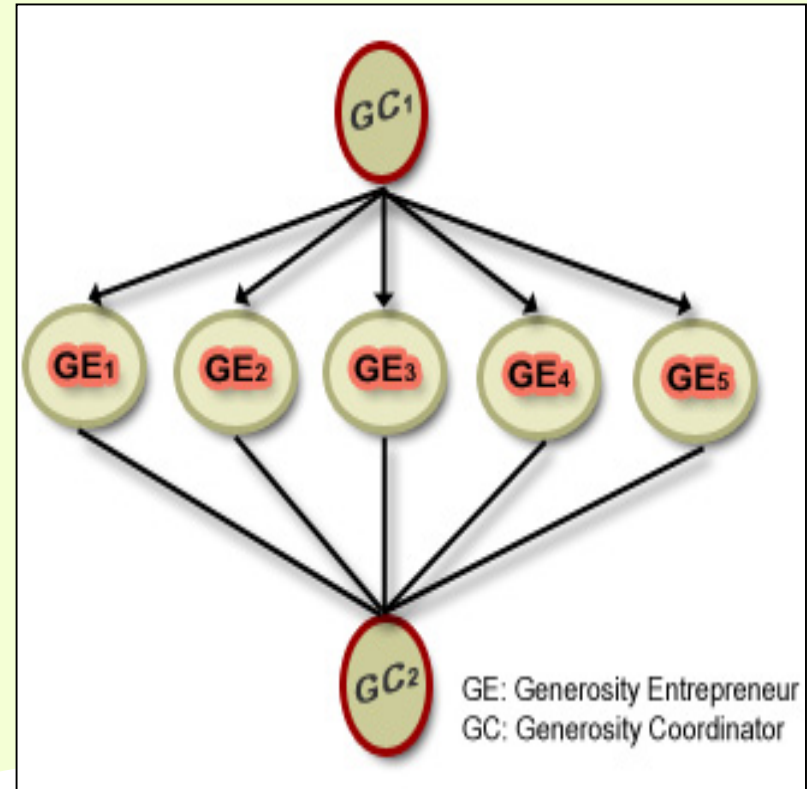 GC1
GE1 GE2 GE3 GE4 GE5
GC2
GE: Generosity Entrepreneur
GC: Generosity Coordinator